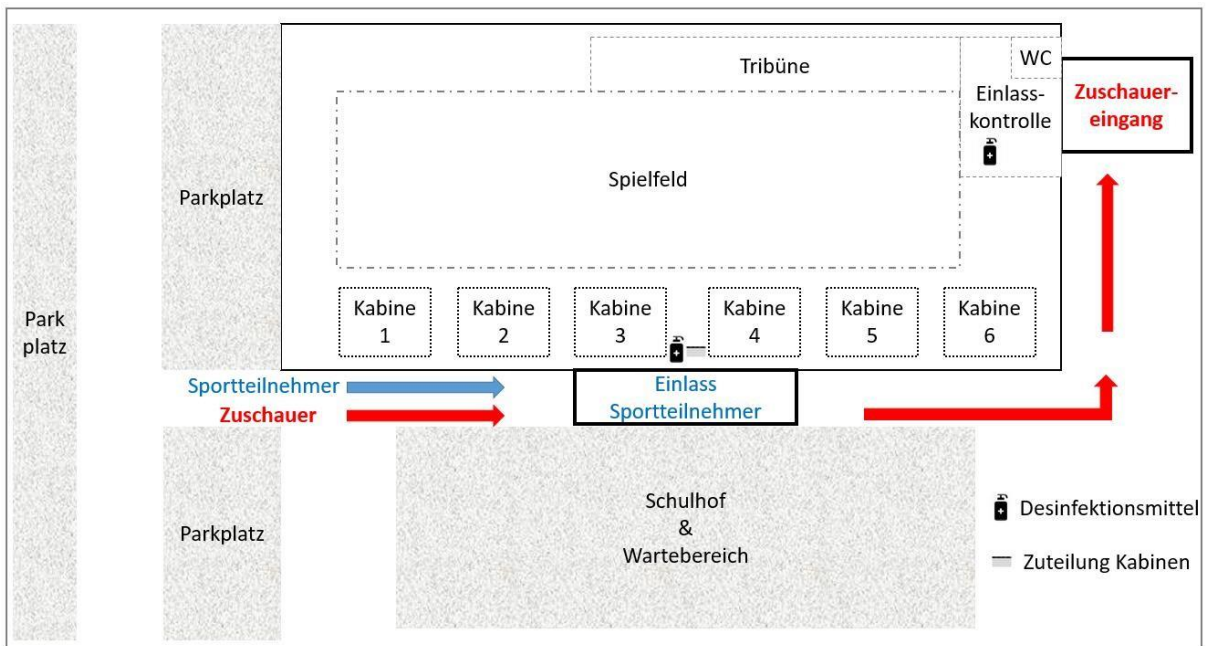 Tribüne
WC
Einlass-
kontrolle
Zuschauer-
eingang
Parkplatz
Spielfeld
Park
platz
Kabine
1
Kabine
2
Kabine
3
Kabine
4
Kabine
5
Kabine
6
Sportteilnehmer
Zuschauer
Einlass
Sportteilnehmer
Parkplatz
Schulhof
&
Wartebereich
Desinfektionsmittel
Zuteilung Kabinen